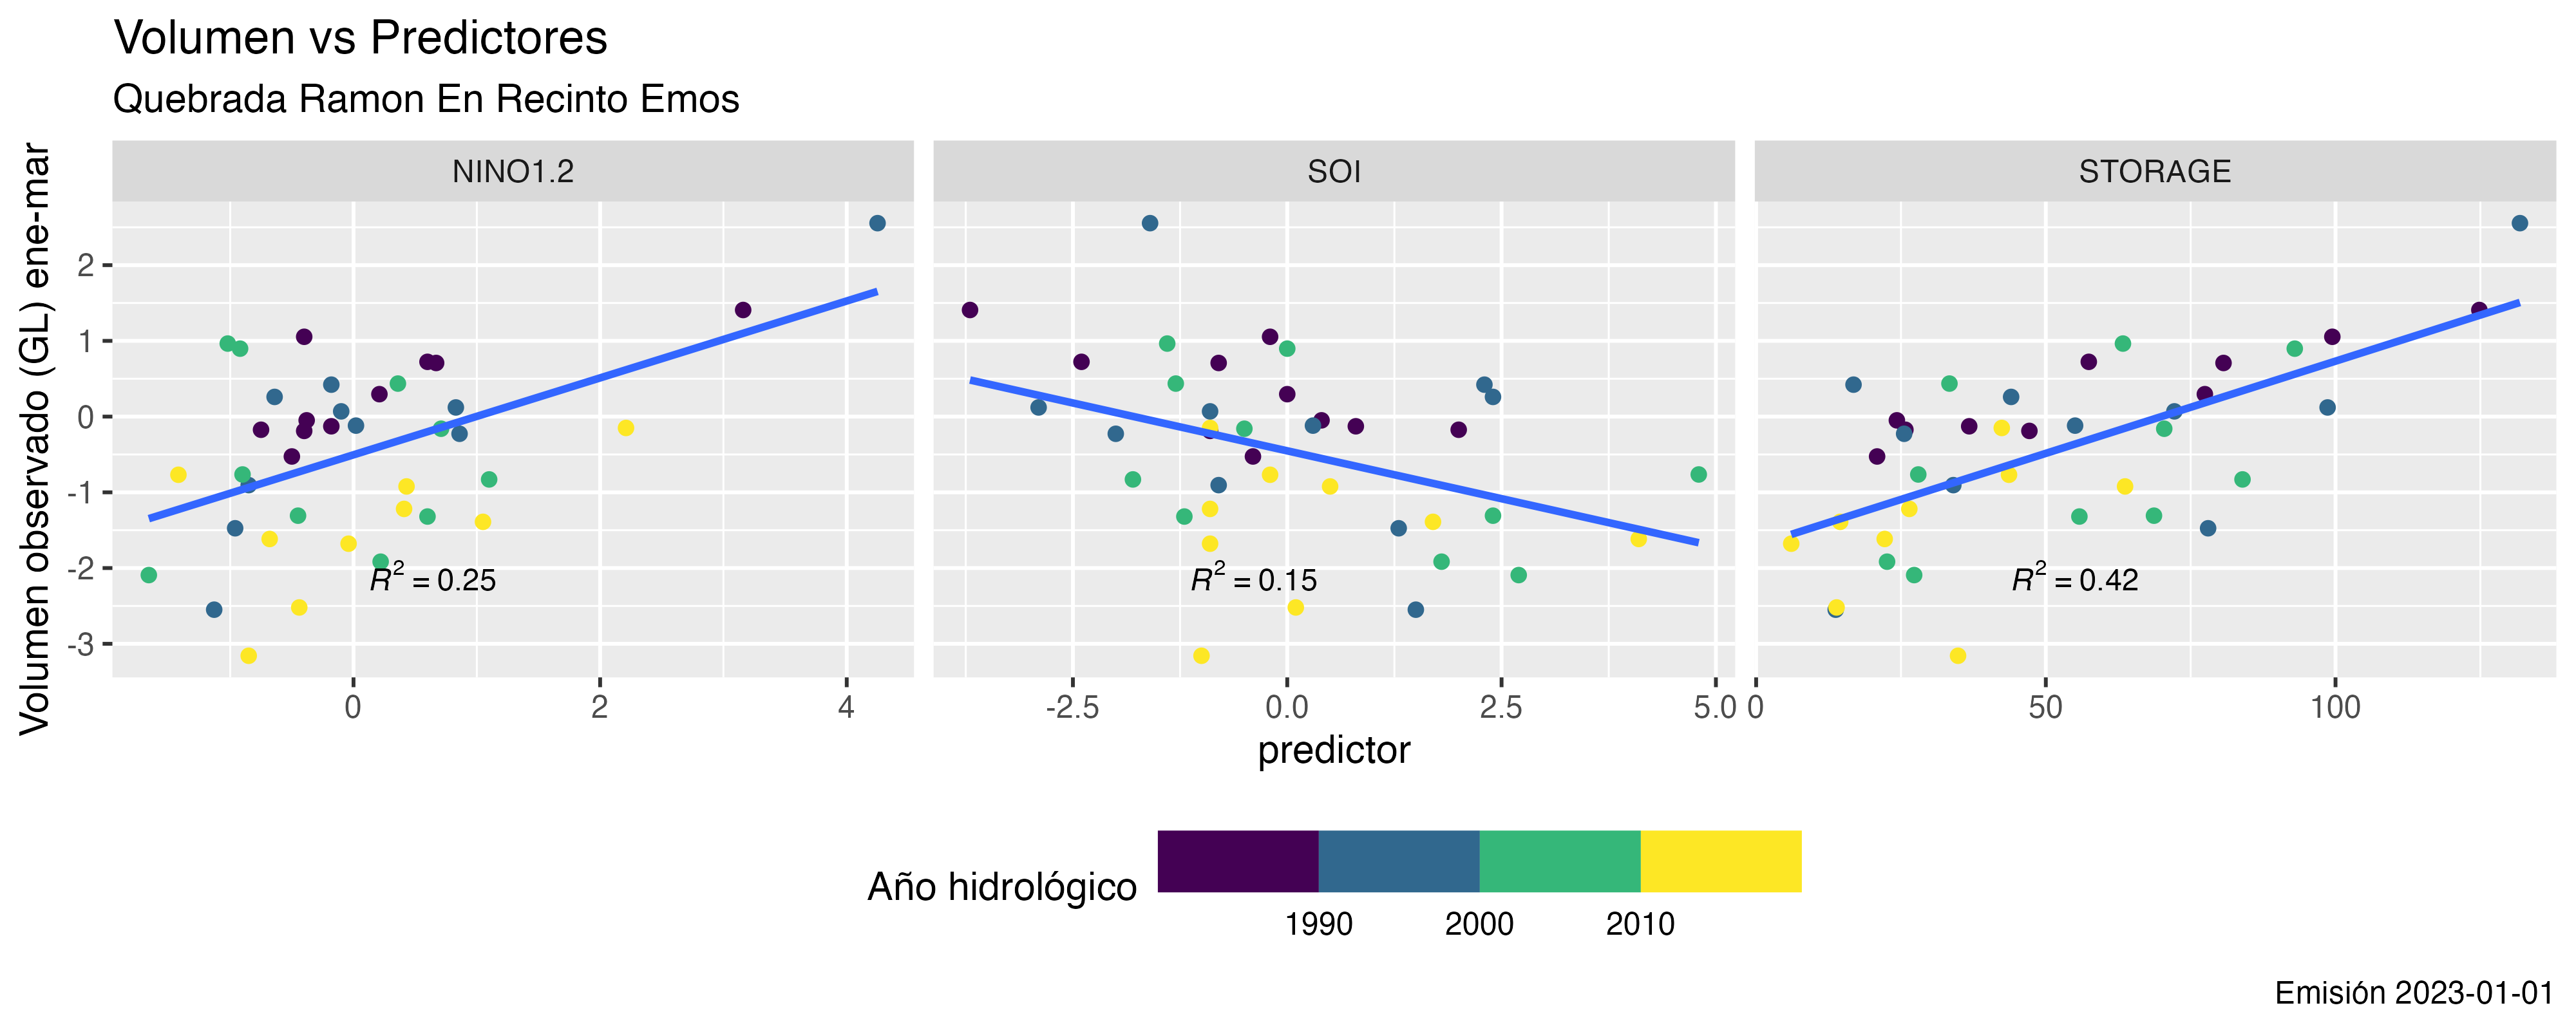 Volumen vs Predictores
Quebrada Ramon En Recinto Emos
Volumen observado (GL) ene-mar
NINO1.2 SOI STORAGE
2
1
0
-1
-2
-3
R² = 0.25 R² = 0.15 R² = 0.42
0 2 4 -2.5 0.0 2.5 5.0 0 50 100
predictor
Año hidrológico
1990 2000 2010
Emisión 2023-01-01